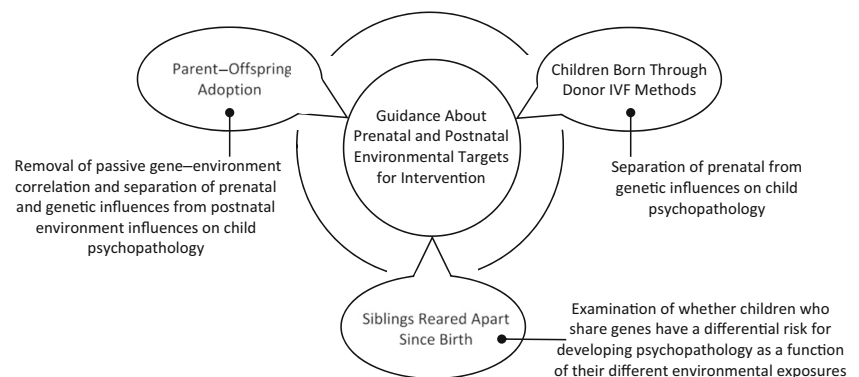 Parent–Offspring
Adoption
Children Born Through
Donor IVF Methods
Guidance About
Prenatal and Postnatal
Environmental Targets
for Intervention
Removal of passive gene–environment
correlation and separation of prenatal
and genetic influences from postnatal
environment influences on child
psychopathology
Separation of prenatal from
genetic influences on child
psychopathology
Siblings Reared Apart
Since Birth
Examination of whether children who
share genes have a differential risk for
developing psychopathology as a function
of their different environmental exposures